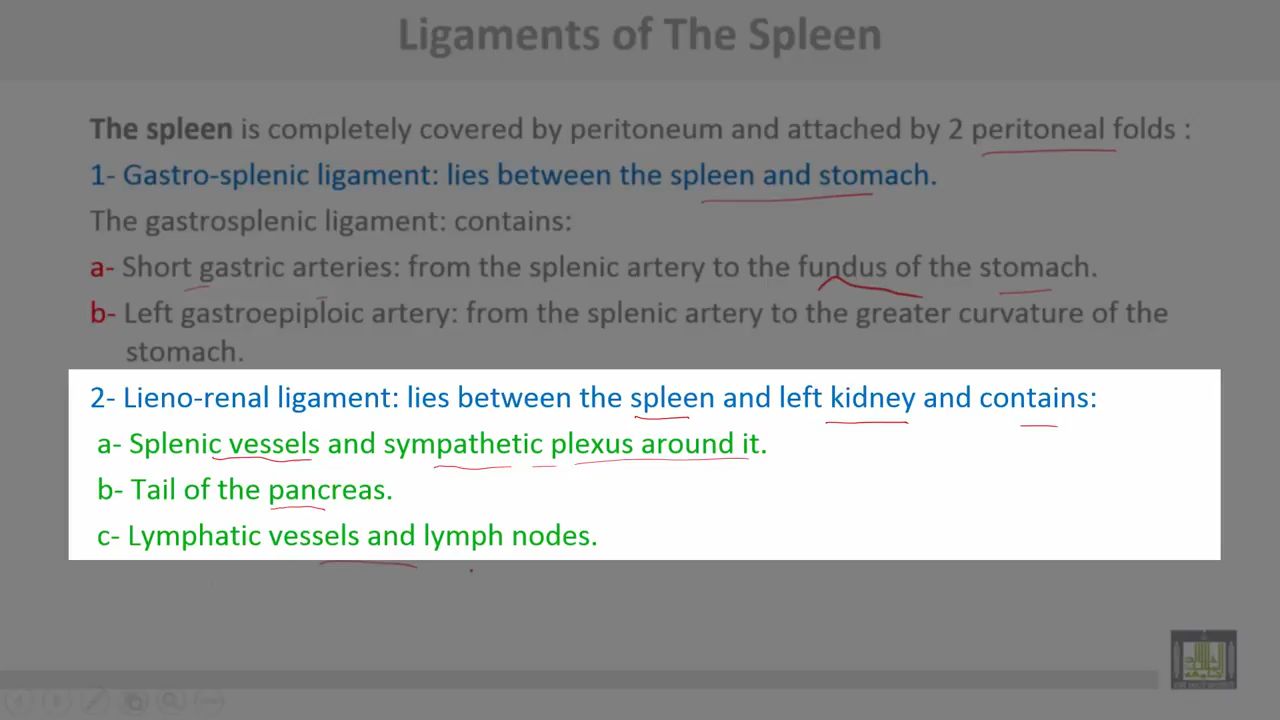 Ligaments of The Spleen
The spleen is completely covered by peritoneum and attached by 2 peritoneal folds :
1- Gastro-splenic ligament: lies between the spleen and stomach.
The gastrosplenic ligament: contains:
a- Short gastric arteries: from the splenic artery to the fundus of the stomach.
b- Left gastroepiploic artery: from the splenic artery to the greater curvature of the
stomach.
2- Lieno-renal ligament: lies between the spleen and left kidney and contains:
a- Splenic vessels and sympathetic plexus around it.
b- Tail of the pancreas.
c- Lymphatic vessels and lymph nodes.